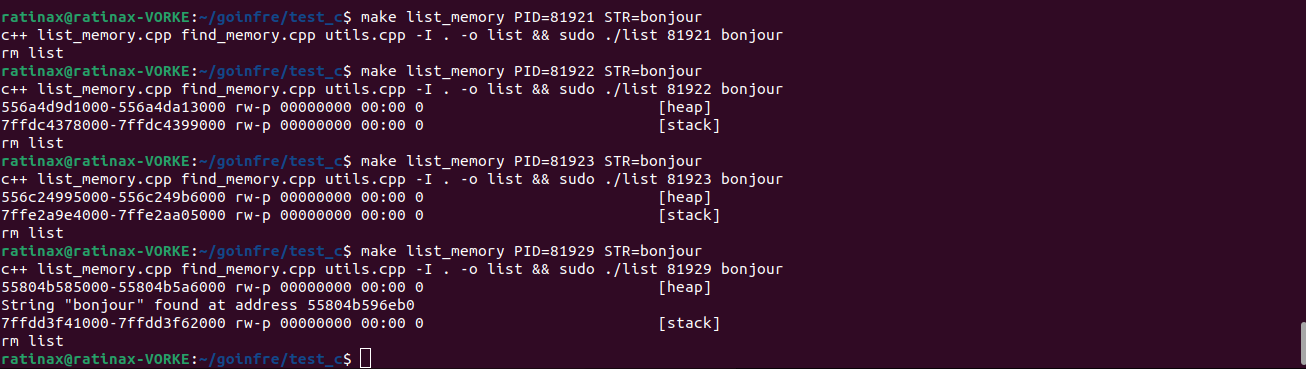 ratinax@ratinax-VORKE:~/goinfre/test_c$ make list_memory PID=81921 STR=bonjour
c++ list_memory.cpp find_memory.cpp utils.cpp -I . -o list && sudo ./list 81921 bonjour
rm list
ratinax@ratinax-VORKE:~/goinfre/test_c$ make list_memory PID=81922 STR=bonjour
c++ list_memory.cpp find_memory.cpp utils.cpp -I . -o list && sudo ./list 81922 bonjour
556a4d9d1000-556a4da13000 rw-p 00000000 00:00 0                          [heap]
7ffdc4378000-7ffdc4399000 rw-p 00000000 00:00 0                          [stack]
rm list
ratinax@ratinax-VORKE:~/goinfre/test_c$ make list_memory PID=81923 STR=bonjour
c++ list_memory.cpp find_memory.cpp utils.cpp -I . -o list && sudo ./list 81923 bonjour
556c24995000-556c249b6000 rw-p 00000000 00:00 0                          [heap]
7ffe2a9e4000-7ffe2aa05000 rw-p 00000000 00:00 0                          [stack]
rm list
ratinax@ratinax-VORKE:~/goinfre/test_c$ make list_memory PID=81929 STR=bonjour
c++ list_memory.cpp find_memory.cpp utils.cpp -I . -o list && sudo ./list 81929 bonjour
55804b585000-55804b5a6000 rw-p 00000000 00:00 0                          [heap]
String "bonjour" found at address 55804b596eb0
7ffdd3f41000-7ffdd3f62000 rw-p 00000000 00:00 0                          [stack]
rm list
ratinax@ratinax-VORKE:~/goinfre/test_c$